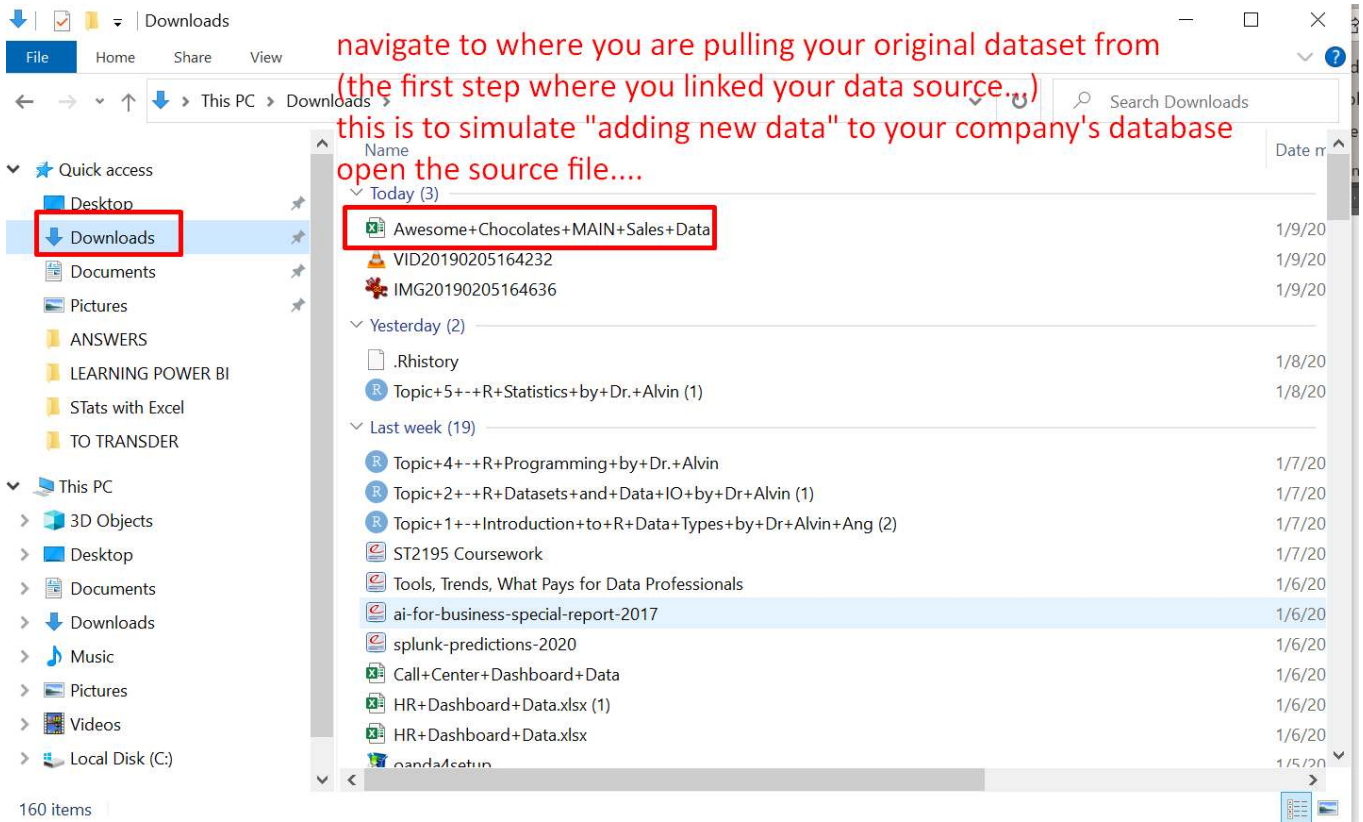 Downloads
navigate to where you are pulling your original dataset from
File Home Share View
(the first step where you linked your data source...)
This PC > Downloads >
Search Downloads
this is to simulate "adding new data" to your company's database
Name
Date m
open the source file....
Quick access
Desktop
Downloads
Documents
Pictures
ANSWERS
LEARNING POWER BI
STats with Excel
TO TRANSDER
This PC
3D Objects
Desktop
Documents
Downloads
Music
Pictures
Videos
Local Disk (C:)
Today (3)
Awesome+Chocolates+MAIN+Sales+Data 1/9/20
VID20190205164232 1/9/20
IMG20190205164636 1/9/20
Yesterday (2)
.Rhistory 1/8/20
Topic+5+-+R+Statistics+by+Dr.+Alvin (1) 1/8/20
Last week (19)
Topic+4+-+R+Programming+by+Dr.+Alvin 1/7/20
Topic+2+-+R+Datasets+and+Data+IO+by+Dr+Alvin (1) 1/7/20
Topic+1+-+Introduction+to+R+Data+Types+by+Dr+Alvin+Ang (2) 1/7/20
ST2195 Coursework 1/7/20
Tools, Trends, What Pays for Data Professionals 1/6/20
ai-for-business-special-report-2017 1/6/20
splunk-predictions-2020 1/6/20
Call+Center+Dashboard+Data 1/6/20
HR+Dashboard+Data.xlsx (1) 1/6/20
HR+Dashboard+Data.xlsx 1/6/20
oanda4setup 1/5/20
160 items